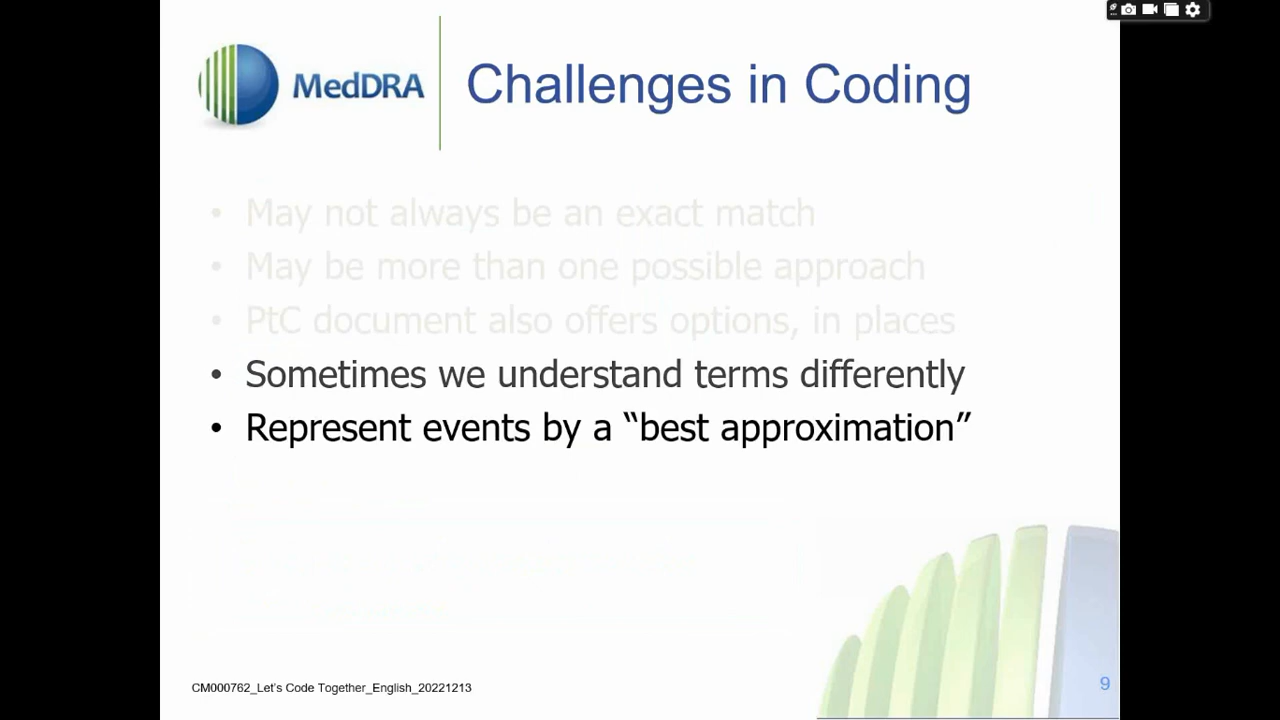 MedDRA
Challenges in Coding
• May not always be an exact match
• May be more than one possible approach
• PtC document also offers options, in places
• Sometimes we understand terms differently
• Represent events by a “best approximation”
CM000762_Let's Code Together_English_20221213
9